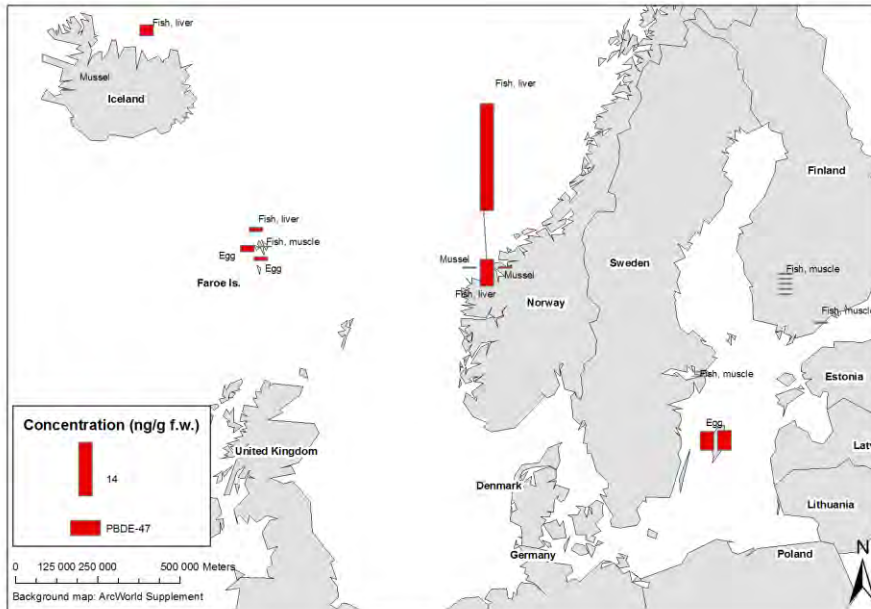 Fish, liver
Mussel
Iceland
Fish, liver
Finland
Fish, liver
Fish, muscle
Egg
Egg
Faroe Is.
Mussel
Mussel
Fish, liver
Norway
Sweden
Fish, muscle
Fish, muscle
Fish, muscle
Estonia
Egg
Latv
Lithuania
Poland
Denmark
Germany
United Kingdom
Concentration (ng/g f.w.)
14
PBDE-47
0 125 000 250 000 500 000 Meters
Background map: ArcWorld Supplement
N